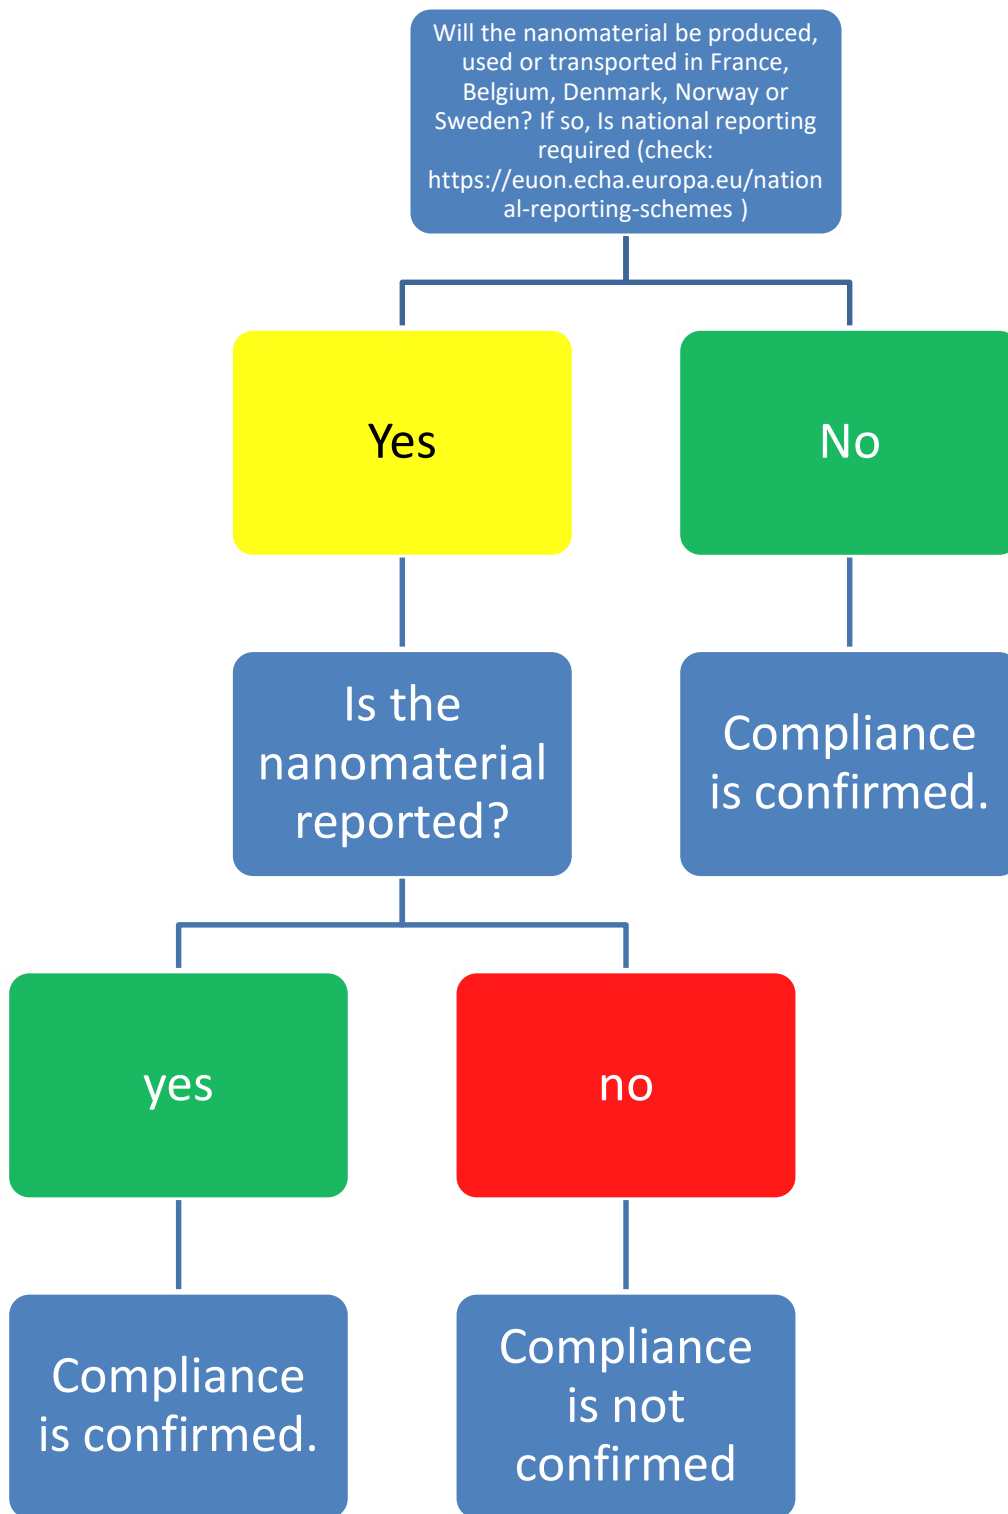 Will the nanomaterial be produced,
used or transported in France,
Belgium, Denmark, Norway or
Sweden? If so, Is national reporting
required (check:
https://euon.echa.europa.eu/nation
al-reporting-schemes )
Yes
No
Is the
nanomaterial
reported?
Compliance
is confirmed.
yes
no
Compliance
is confirmed.
Compliance
is not
confirmed